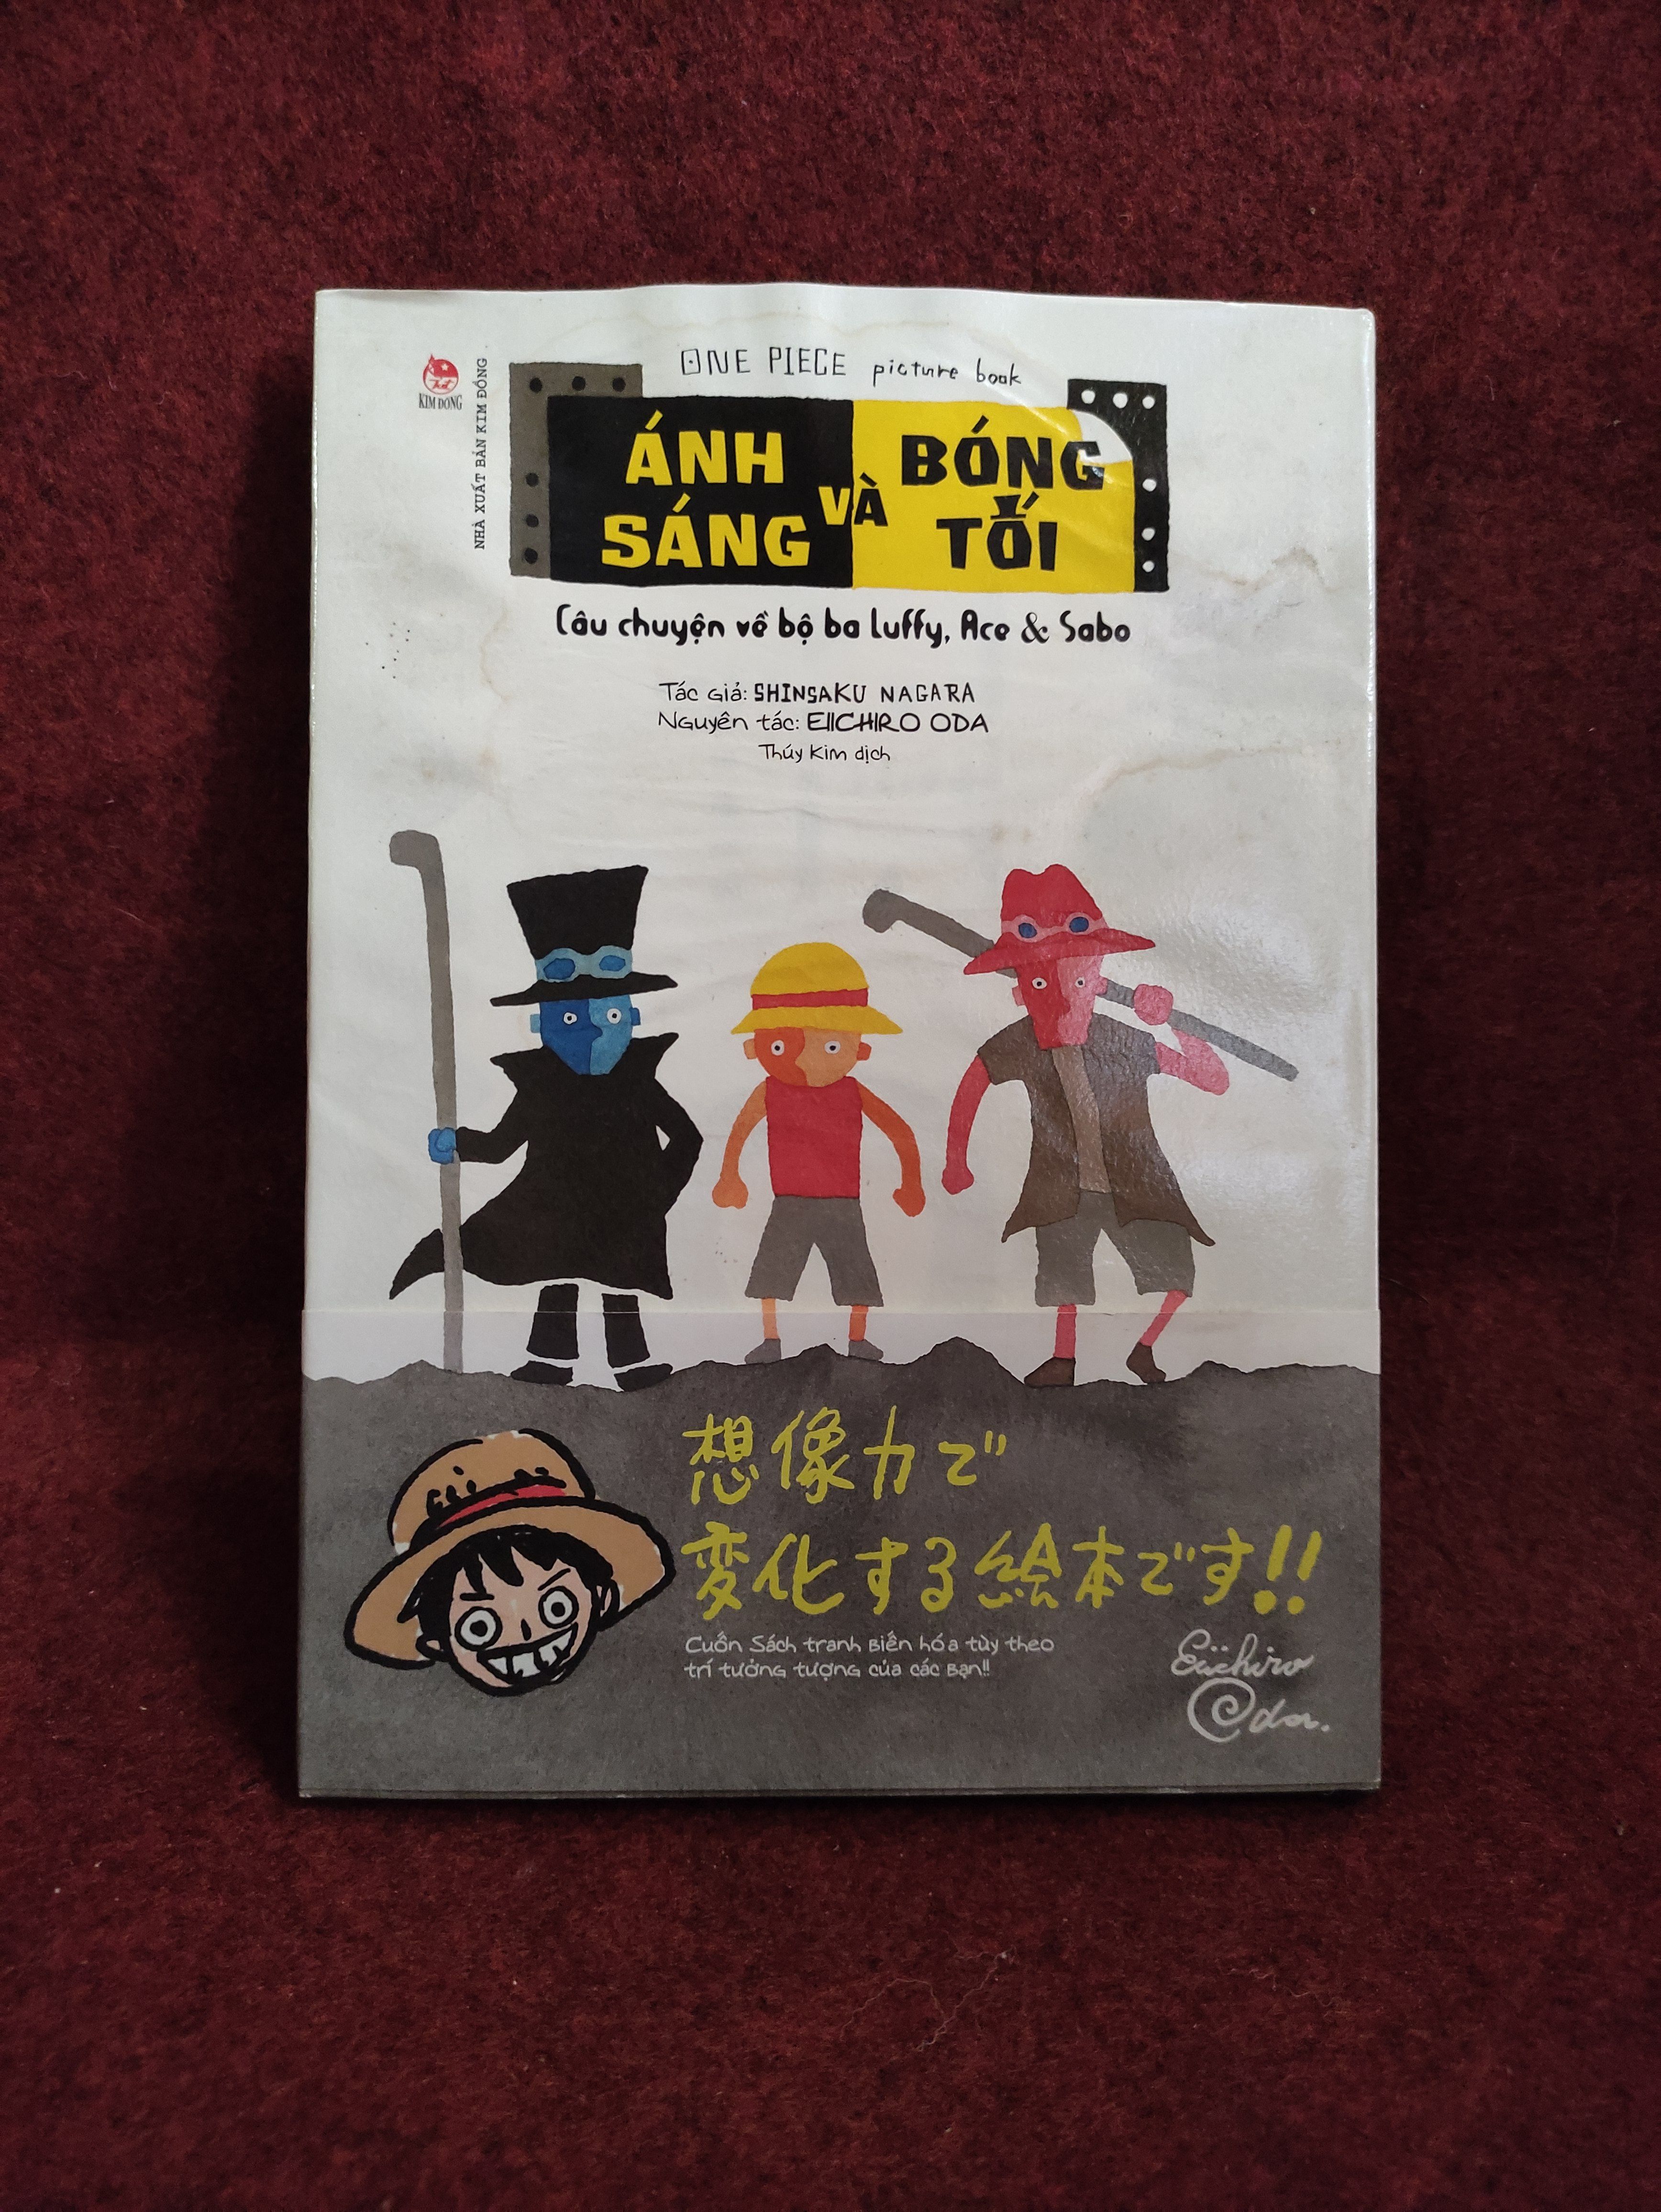 KIM ĐỒNG
NHÀ XUẤT BẢN KIM ĐỒNG
ONE PIECE picture book
ÁNH SÁNG VÀ BÓNG TỐI
Câu chuyện về bộ ba Luffy, Ace & Sabo
Tác giả: SHINSAKU NAGARA
Nguyên tác: EIICHIRO ODA
Thúy Kim dịch
想像力で
変化する絵本です!!
Cuốn sách tranh biến hóa tùy theo
trí tưởng tượng của các bạn!!
Eiichiro
Oda.